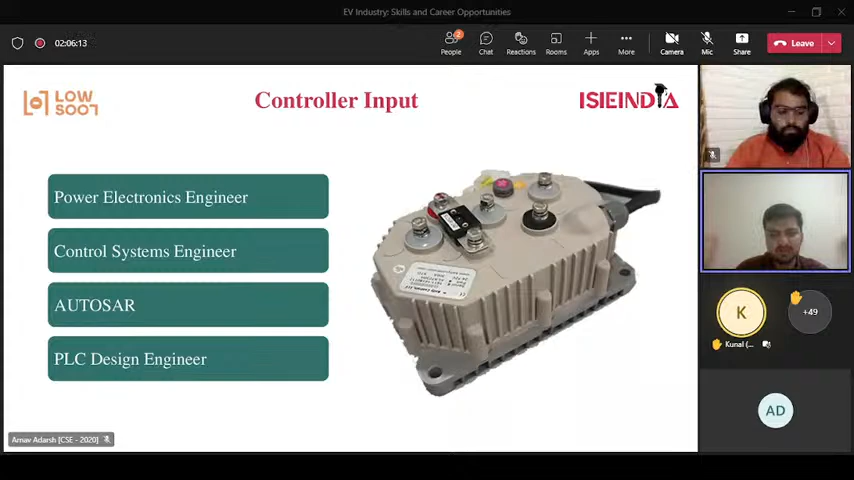 EV Industry: Skills and Career Opportunities
02:06:13
2
People
Chat
Reactions
Rooms
Apps
More
Camera
Mic
Share
Leave
LOW
SOOT
Controller Input
ISIEINDIA
Power Electronics Engineer
Control Systems Engineer
AUTOSAR
PLC Design Engineer
K
+49
Kunal (...
AD
Arnav Adarsh [CSE - 2020]